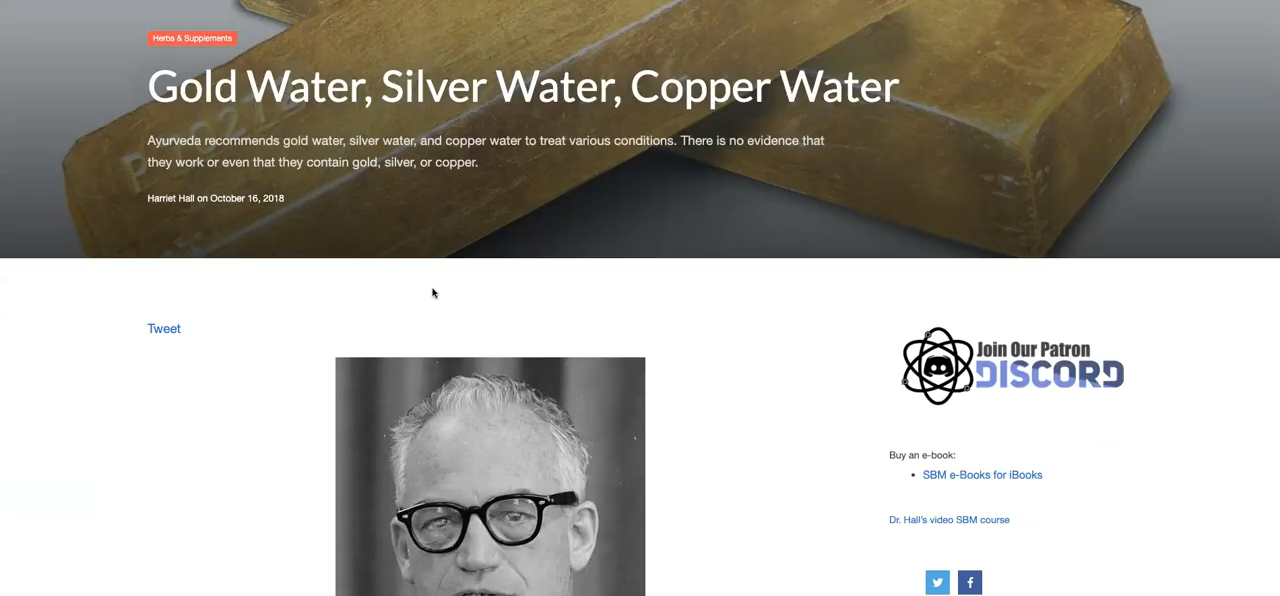 Herbs & Supplements
Gold Water, Silver Water, Copper Water
Ayurveda recommends gold water, silver water, and copper water to treat various conditions. There is no evidence that
they work or even that they contain gold, silver, or copper.
Harriet Hall on October 16, 2018
Tweet
Join Our Patron
DISCORD
Buy an e-book:
SBM e-Books for iBooks
Dr. Hall's video SBM course